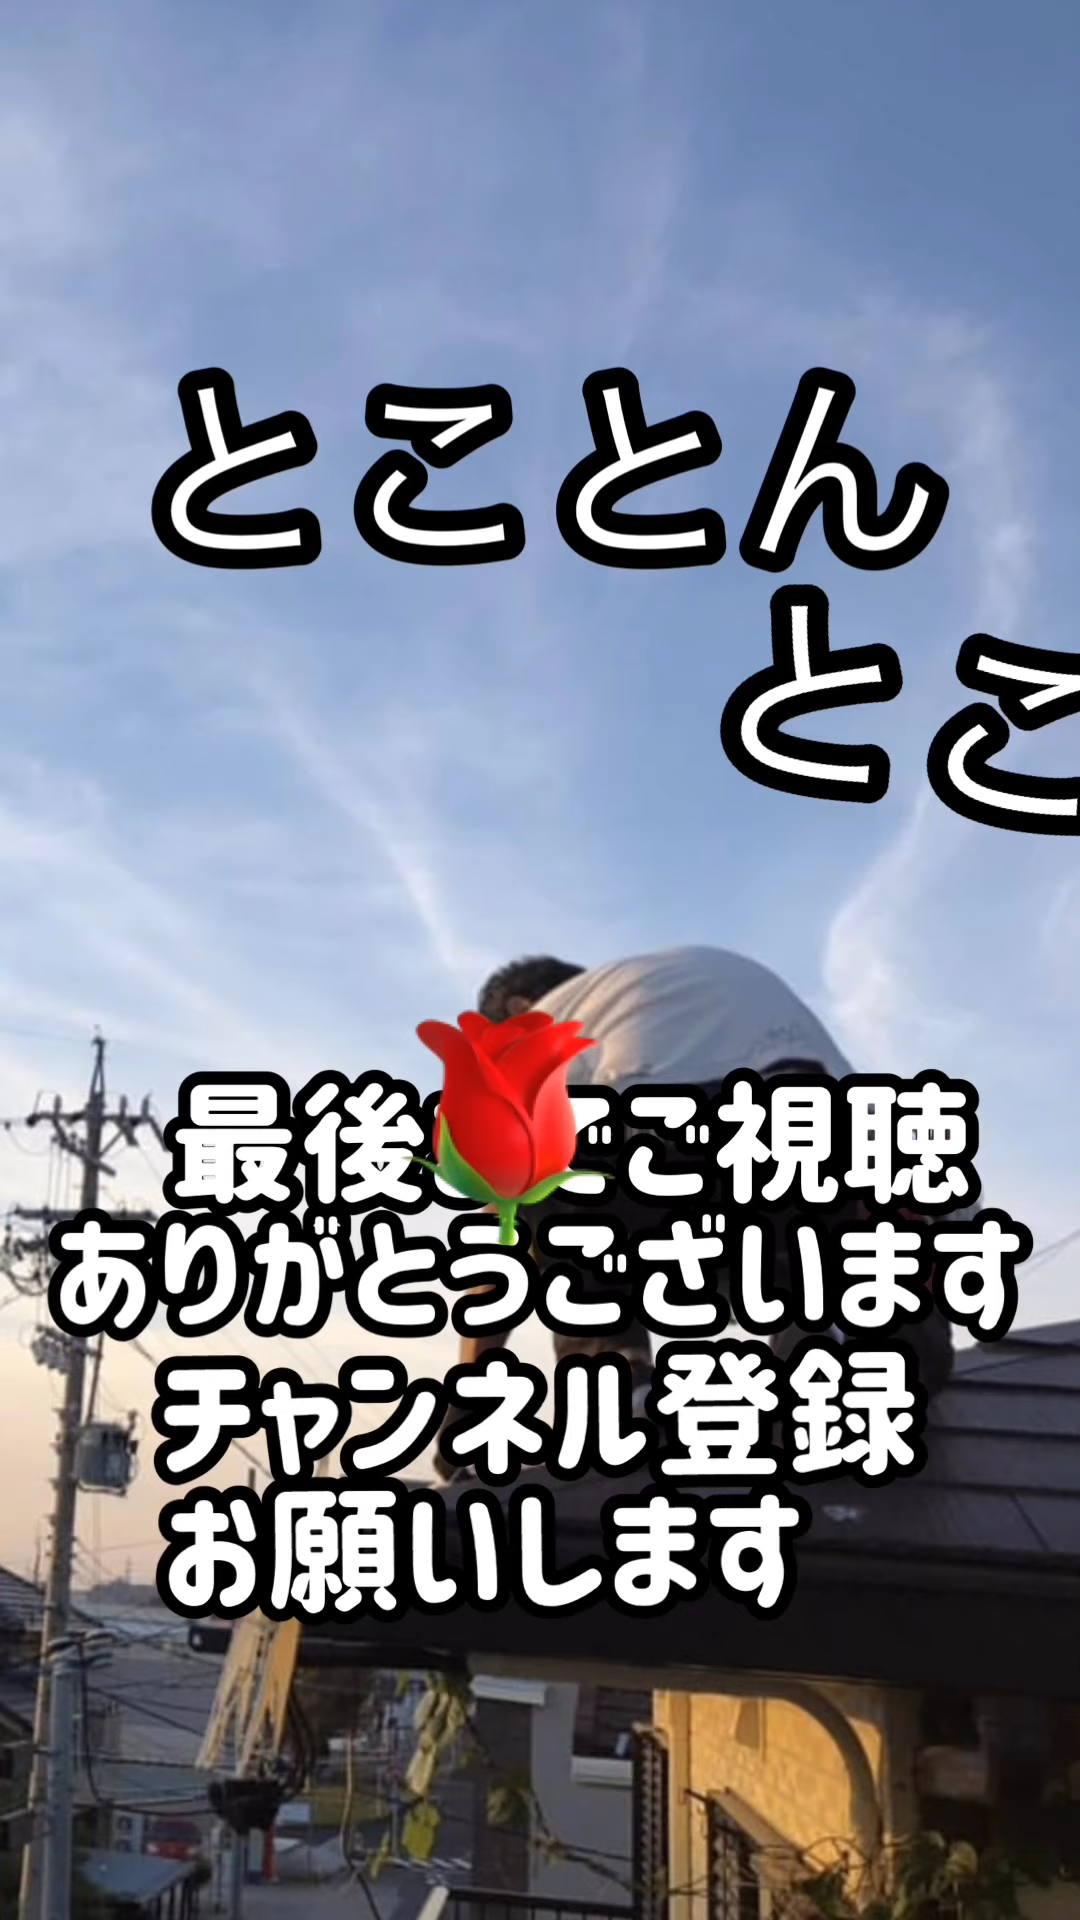 とことん
とこ
最後でご視聴
ありがとうございます
チャンネル登録
お願いします